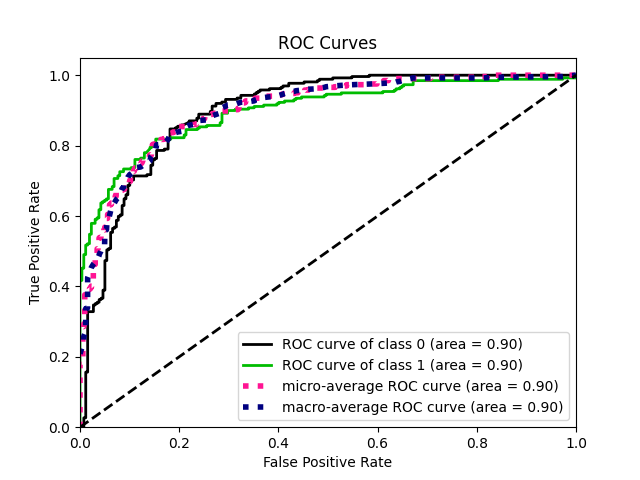 ROC Curves
True Positive Rate
1.0
0.8
0.6
0.4
0.2
0.0
ROC curve of class 0 (area = 0.90)
ROC curve of class 1 (area = 0.90)
micro-average ROC curve (area = 0.90)
macro-average ROC curve (area = 0.90)
0.0 0.2 0.4 0.6 0.8 1.0
False Positive Rate